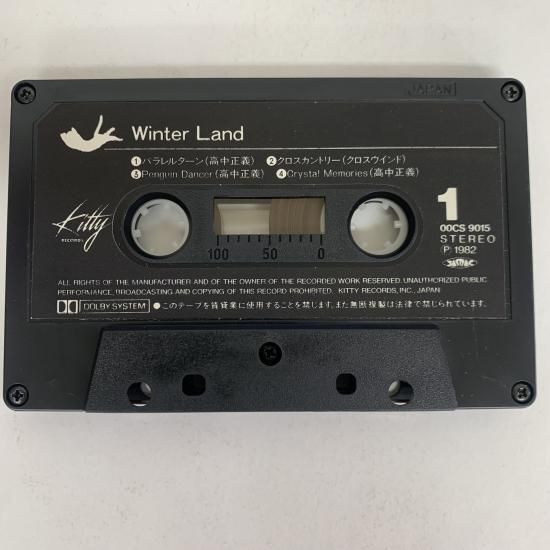 JAPAN
Winter Land
❶パラレルターン(高中正義) ❷クロスカントリー(クロスウインド)
❸Penguin Dancer(高中正義) ❹Crystal Memories(高中正義)
1
Kitty
RECORDS
00CS 9015
STEREO
Ⓟ 1982
JASRAC
100 50 0
ALL RIGHTS OF THE MANUFACTURER AND OF THE OWNER OF THE RECORDED WORK RESERVED. UNAUTHORIZED PUBLIC
PERFORMANCE, BROADCASTING AND COPYING OF THIS RECORD PROHIBITED. KITTY RECORDS, INC., JAPAN
DOLBY SYSTEM ●このテープを賃貸業に使用することを禁じます。また無断複製は法律で禁じられています。